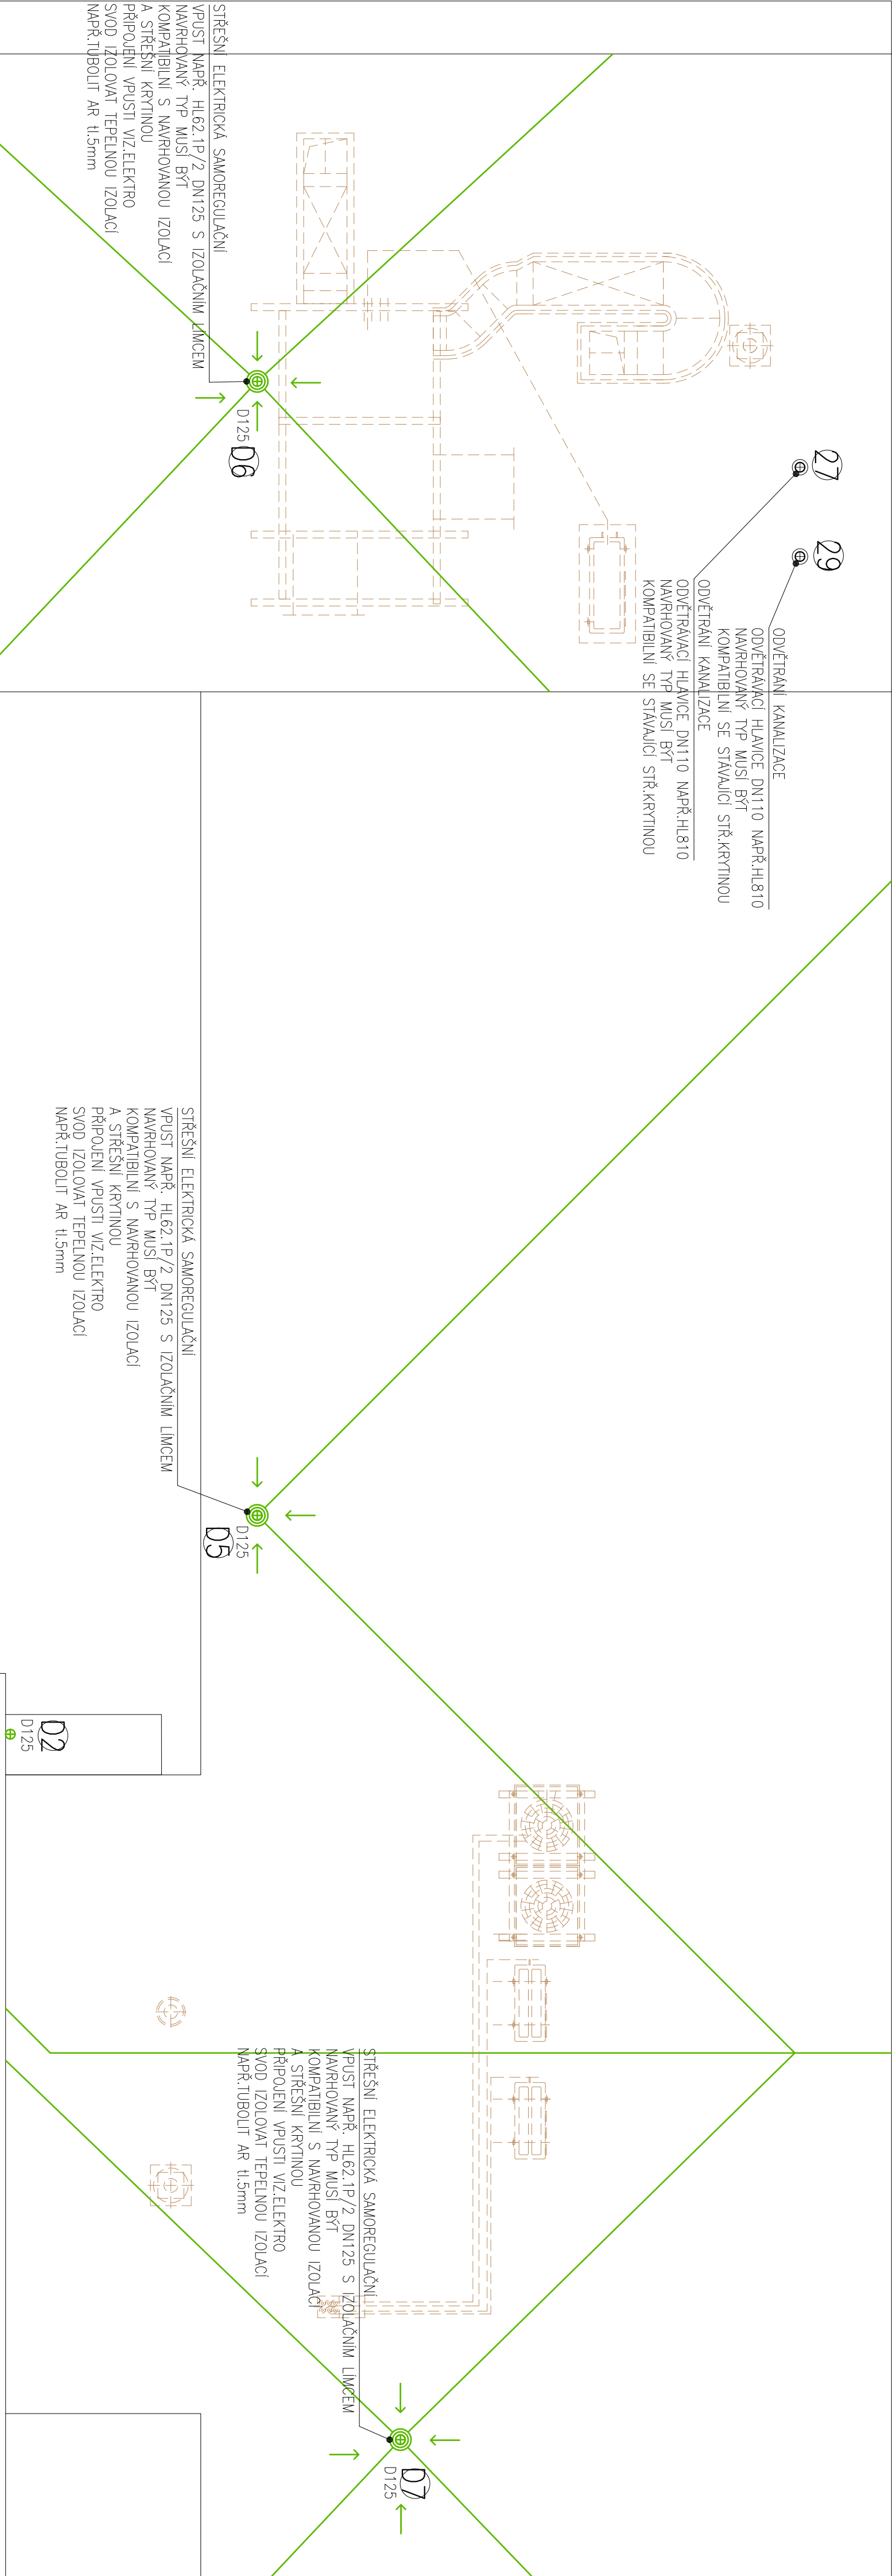 27
29
ODVĚTRÁNÍ KANALIZACE
ODVĚTRÁVACÍ HLAVICE DN110 NAPŘ.HL810
NAVRHOVANÝ TYP MUSÍ BÝT
KOMPATIBILNÍ SE STÁVAJÍCÍ STŘ.KRYTINOU
ODVĚTRÁNÍ KANALIZACE
ODVĚTRÁVACÍ HLAVICE DN110 NAPŘ.HL810
NAVRHOVANÝ TYP MUSÍ BÝT
KOMPATIBILNÍ SE STÁVAJÍCÍ STŘ.KRYTINOU
STŘEŠNÍ ELEKTRICKÁ SAMOREGULAČNÍ
VPUST NAPŘ. HL62.1P/2 DN125 S IZOLAČNÍM LÍMCEM
NAVRHOVANÝ TYP MUSÍ BÝT
KOMPATIBILNÍ S NAVRHOVANOU IZOLACÍ
A STŘEŠNÍ KRYTINOU
PŘIPOJENÍ VPUSTI VIZ.ELEKTRO
SVOD IZOLOVAT TEPELNOU IZOLACÍ
NAPŘ.TUBOLIT AR tl.5mm
D125
D6
STŘEŠNÍ ELEKTRICKÁ SAMOREGULAČNÍ
VPUST NAPŘ. HL62.1P/2 DN125 S IZOLAČNÍM LÍMCEM
NAVRHOVANÝ TYP MUSÍ BÝT
KOMPATIBILNÍ S NAVRHOVANOU IZOLACÍ
A STŘEŠNÍ KRYTINOU
PŘIPOJENÍ VPUSTI VIZ.ELEKTRO
SVOD IZOLOVAT TEPELNOU IZOLACÍ
NAPŘ.TUBOLIT AR tl.5mm
D125
D5
D2
D125
STŘEŠNÍ ELEKTRICKÁ SAMOREGULAČNÍ
VPUST NAPŘ. HL62.1P/2 DN125 S IZOLAČNÍM LÍMCEM
NAVRHOVANÝ TYP MUSÍ BÝT
KOMPATIBILNÍ S NAVRHOVANOU IZOLACÍ
A STŘEŠNÍ KRYTINOU
PŘIPOJENÍ VPUSTI VIZ.ELEKTRO
SVOD IZOLOVAT TEPELNOU IZOLACÍ
NAPŘ.TUBOLIT AR tl.5mm
D7
D125